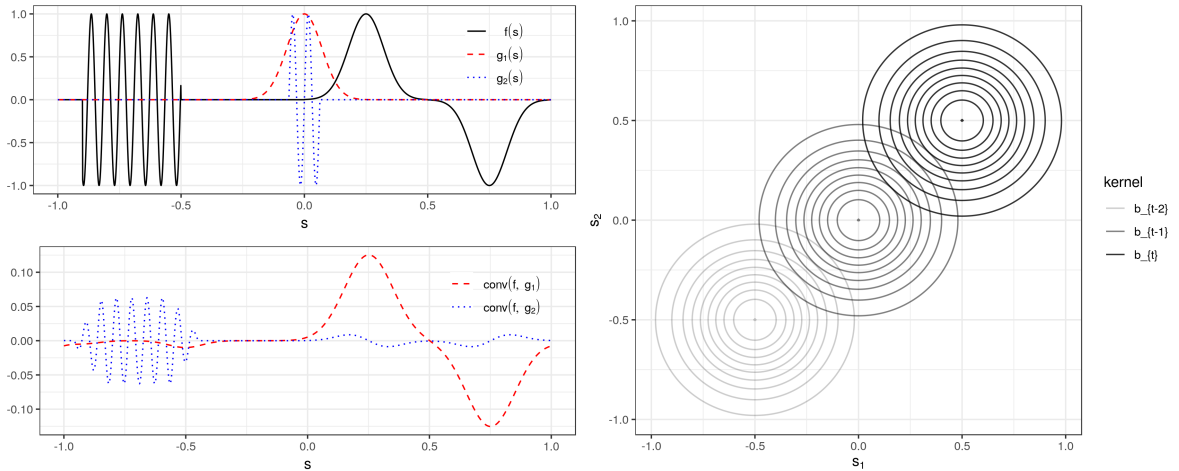 1.0
0.5
0.0
-0.5
-1.0
f(s)
g₁(s)
g₂(s)
-1.0 -0.5 0.0 0.5 1.0
s
0.10
0.05
0.00
-0.05
-0.10
conv(f, g₁)
conv(f, g₂)
-1.0 -0.5 0.0 0.5 1.0
s
s₂
1.0
0.5
0.0
-0.5
-1.0
-1.0 -0.5 0.0 0.5 1.0
s₁
kernel
b_{t-2}
b_{t-1}
b_{t}